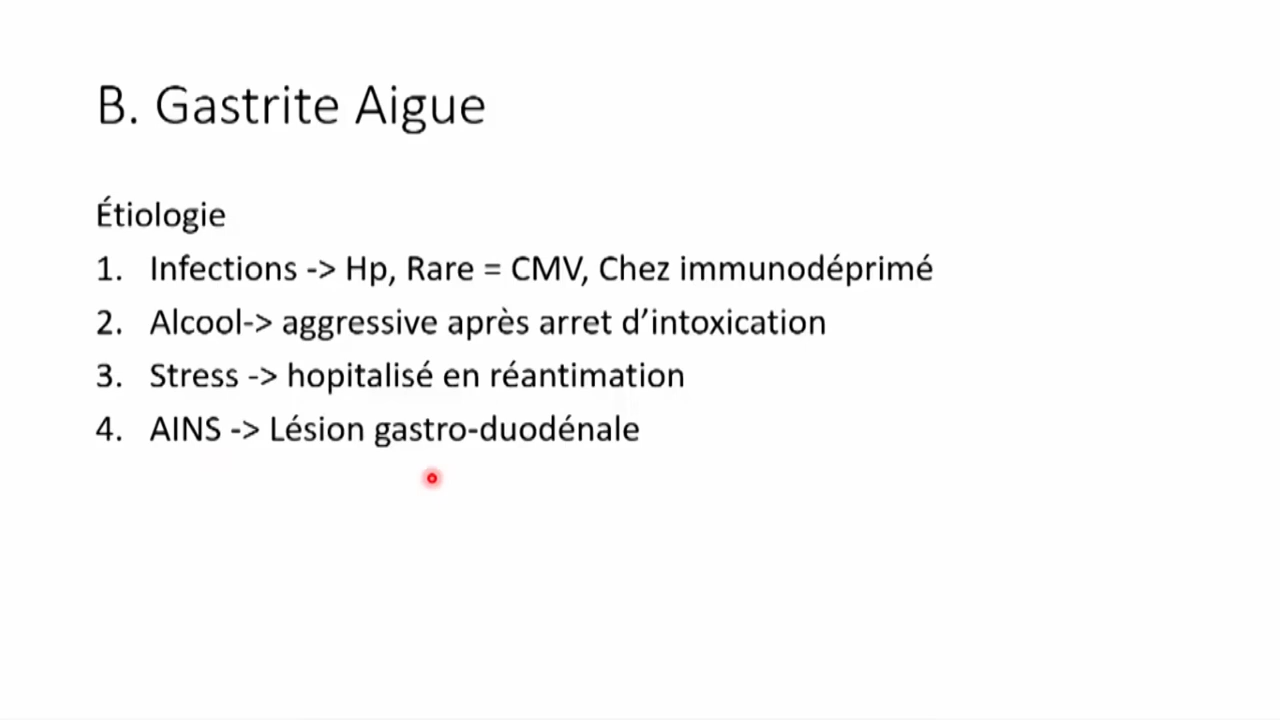 B. Gastrite Aigue
Étiologie
1. Infections -> Hp, Rare = CMV, Chez immunodéprimé
2. Alcool-> aggressive après arret d’intoxication
3. Stress -> hopitalisé en réantimation
4. AINS -> Lésion gastro-duodénale